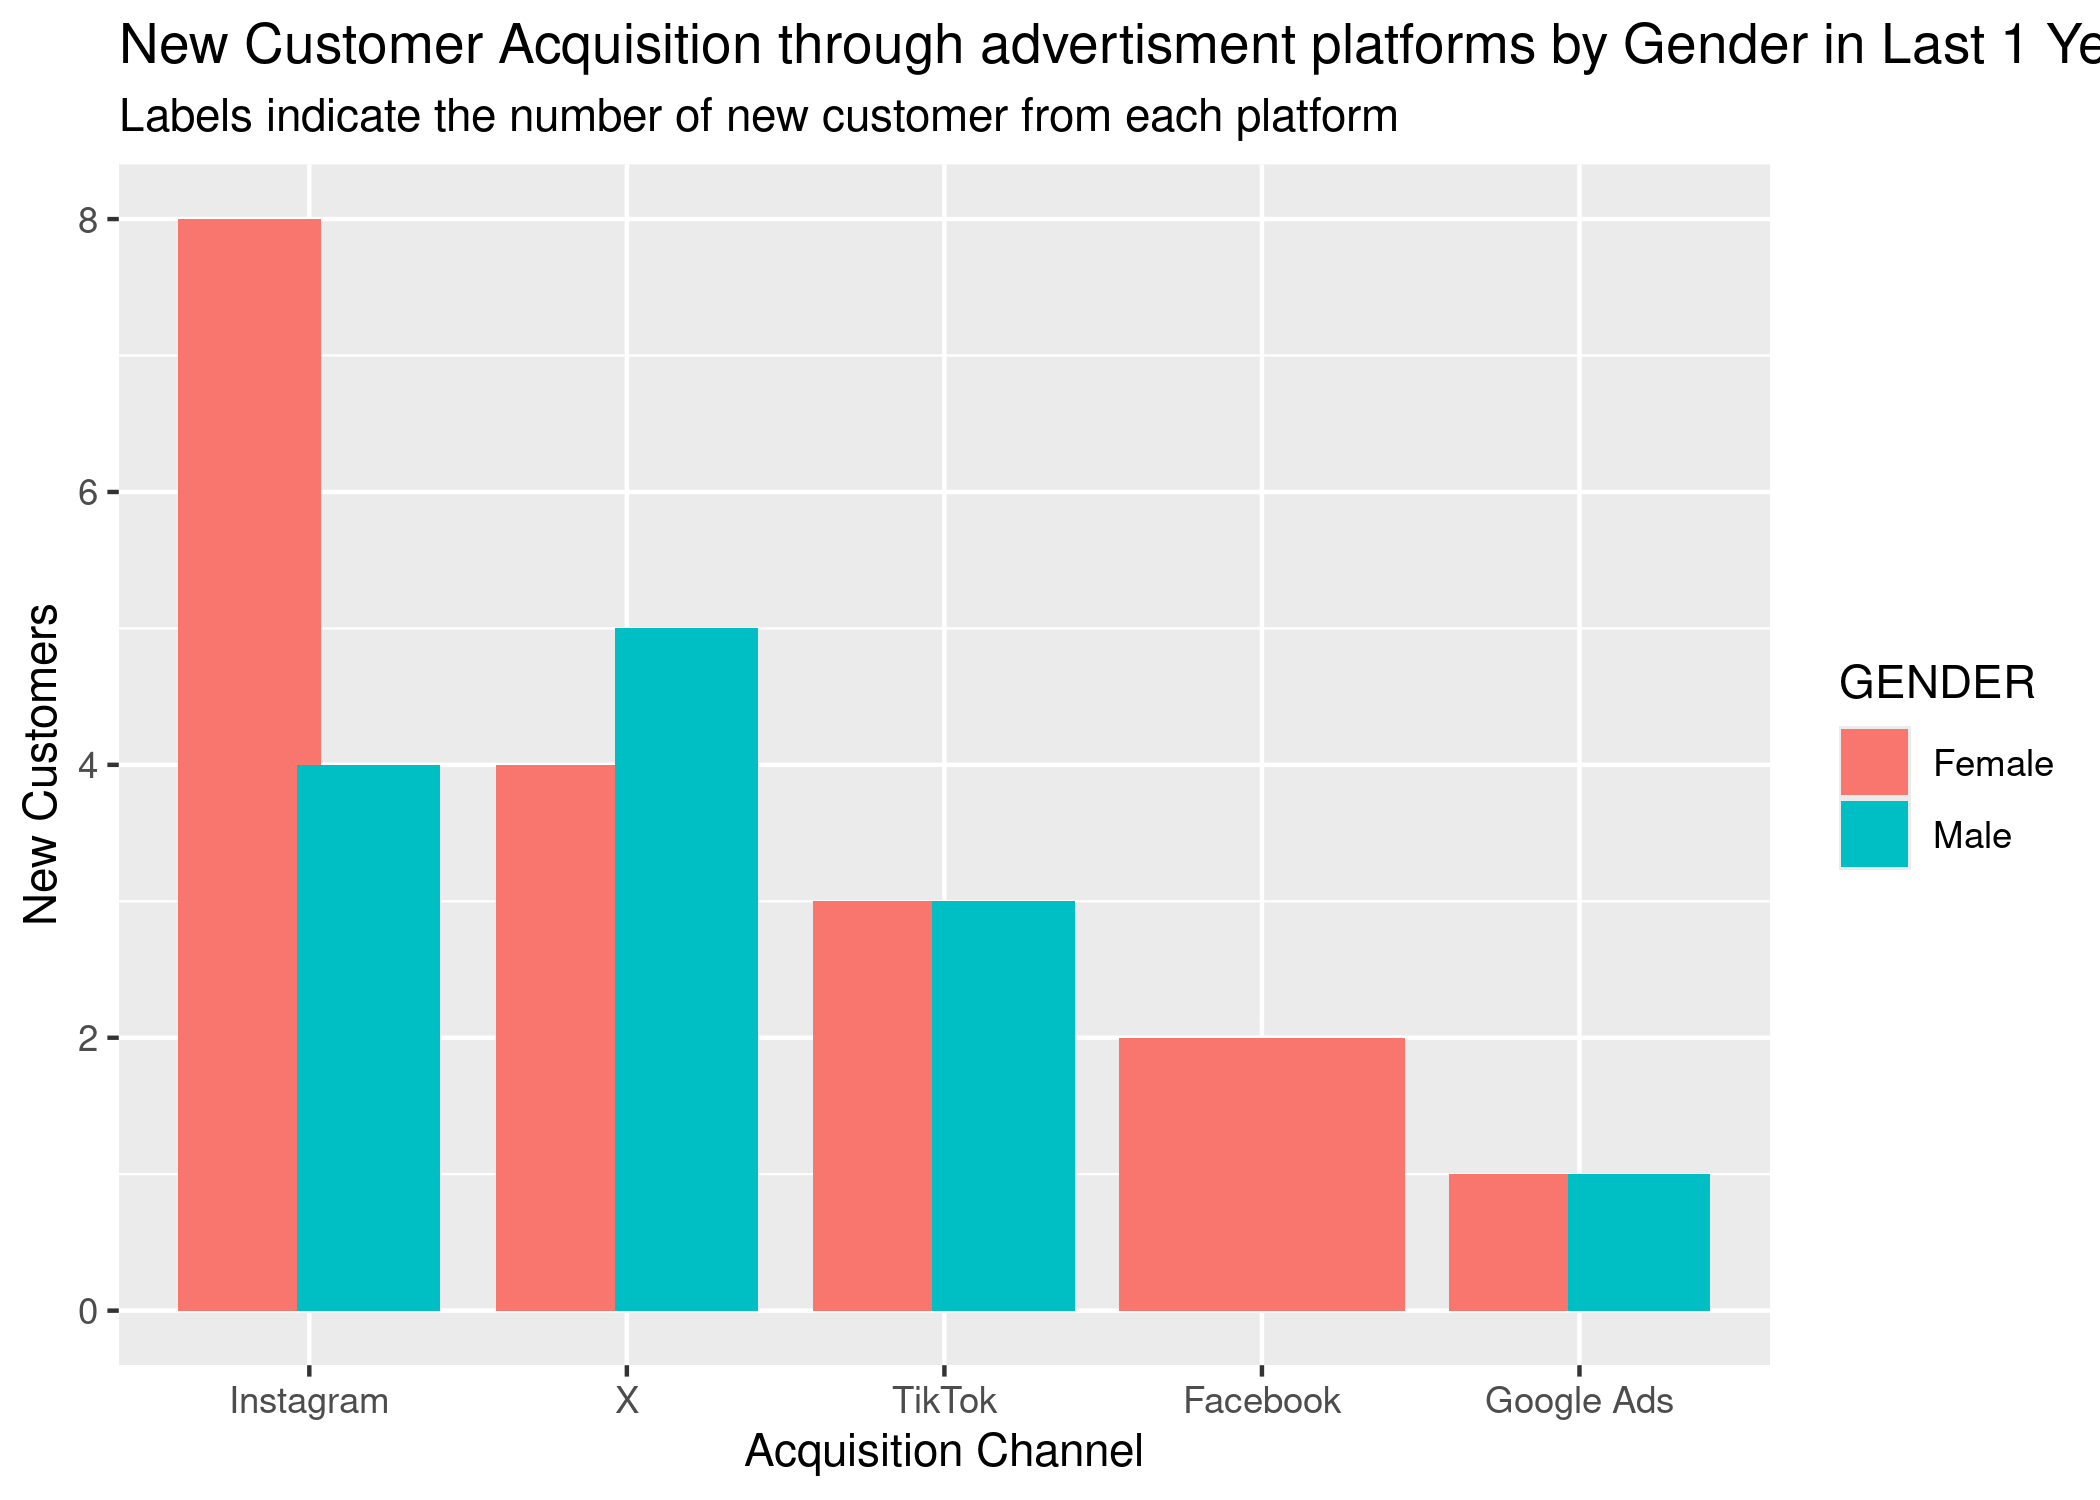 New Customer Acquisition through advertisment platforms by Gender in Last 1 Ye
Labels indicate the number of new customer from each platform
8
6
4
2
0
New Customers
Instagram X TikTok Facebook Google Ads
Acquisition Channel
GENDER
Female
Male